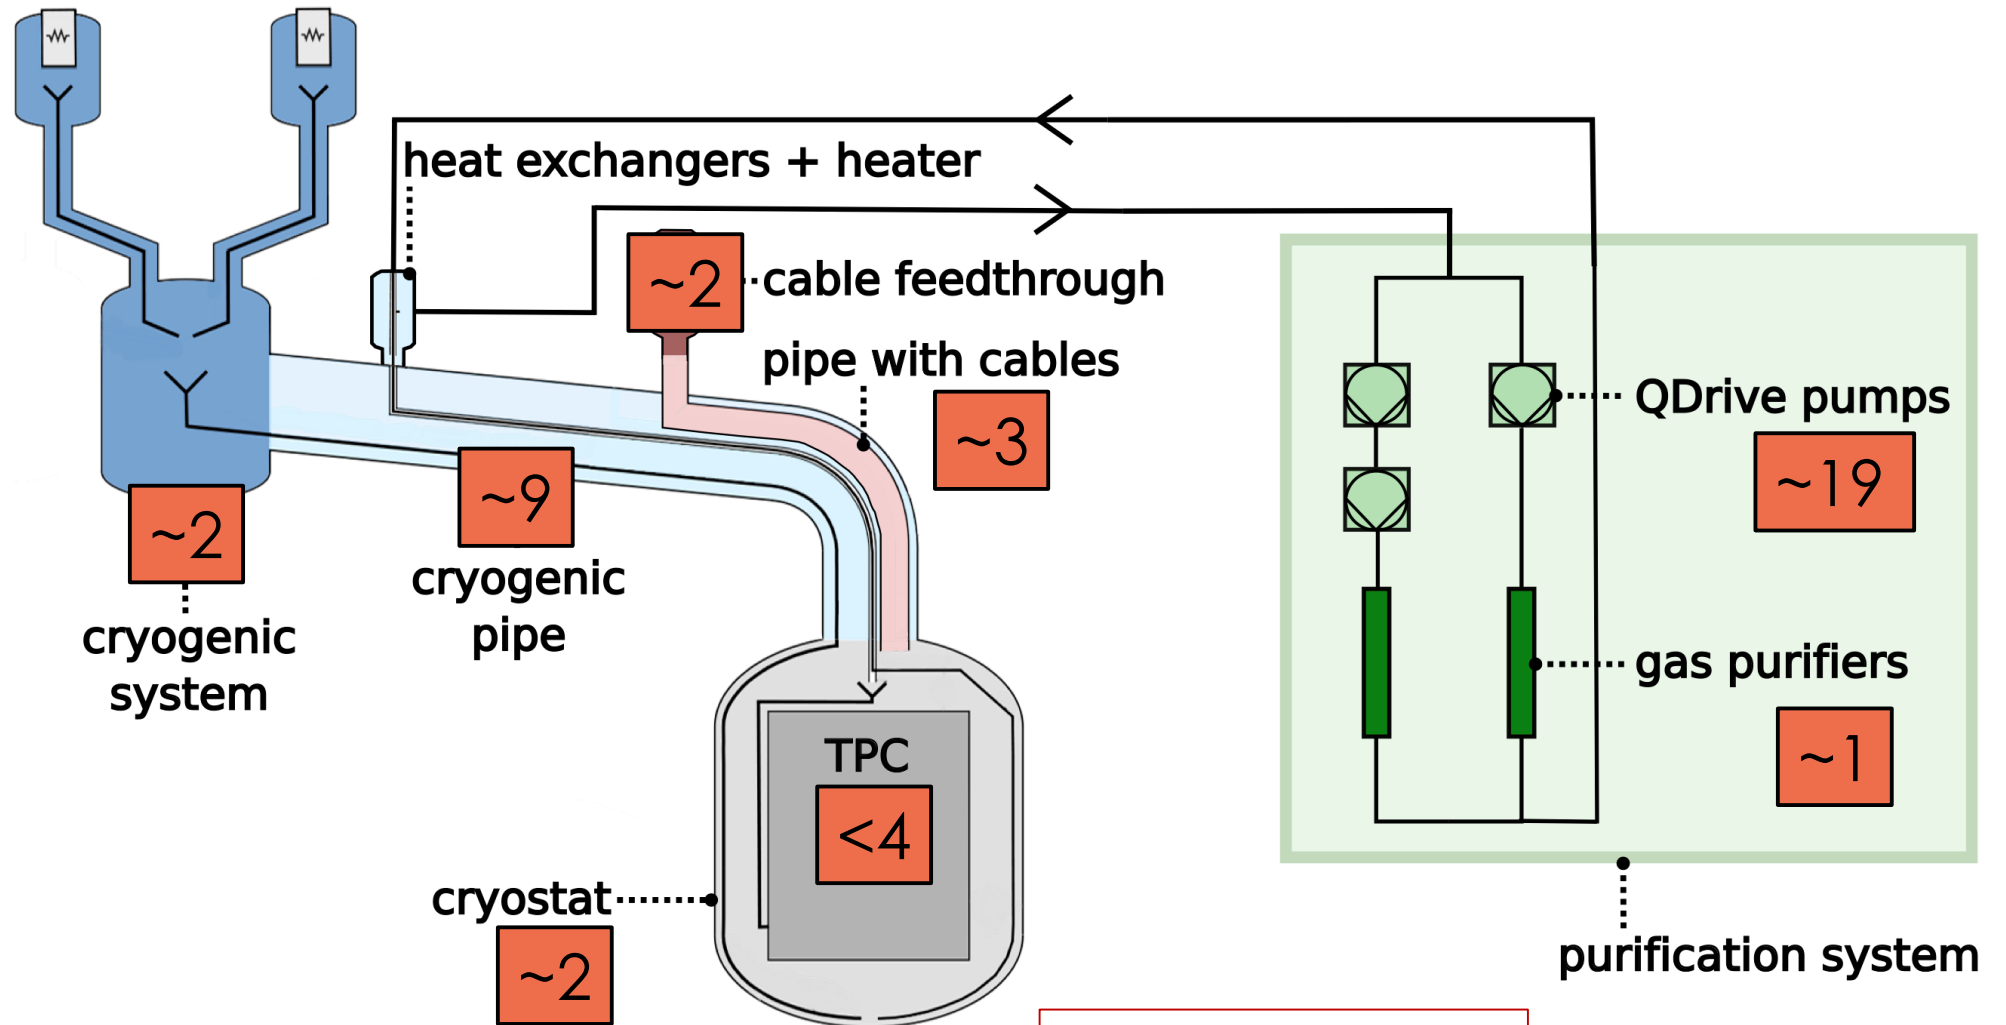 heat exchangers + heater
~2
cable feedthrough
pipe with cables
~3
QDrive pumps
~19
~9
cryogenic
pipe
~2
cryogenic
system
gas purifiers
~1
TPC
<4
cryostat
~2
purification system